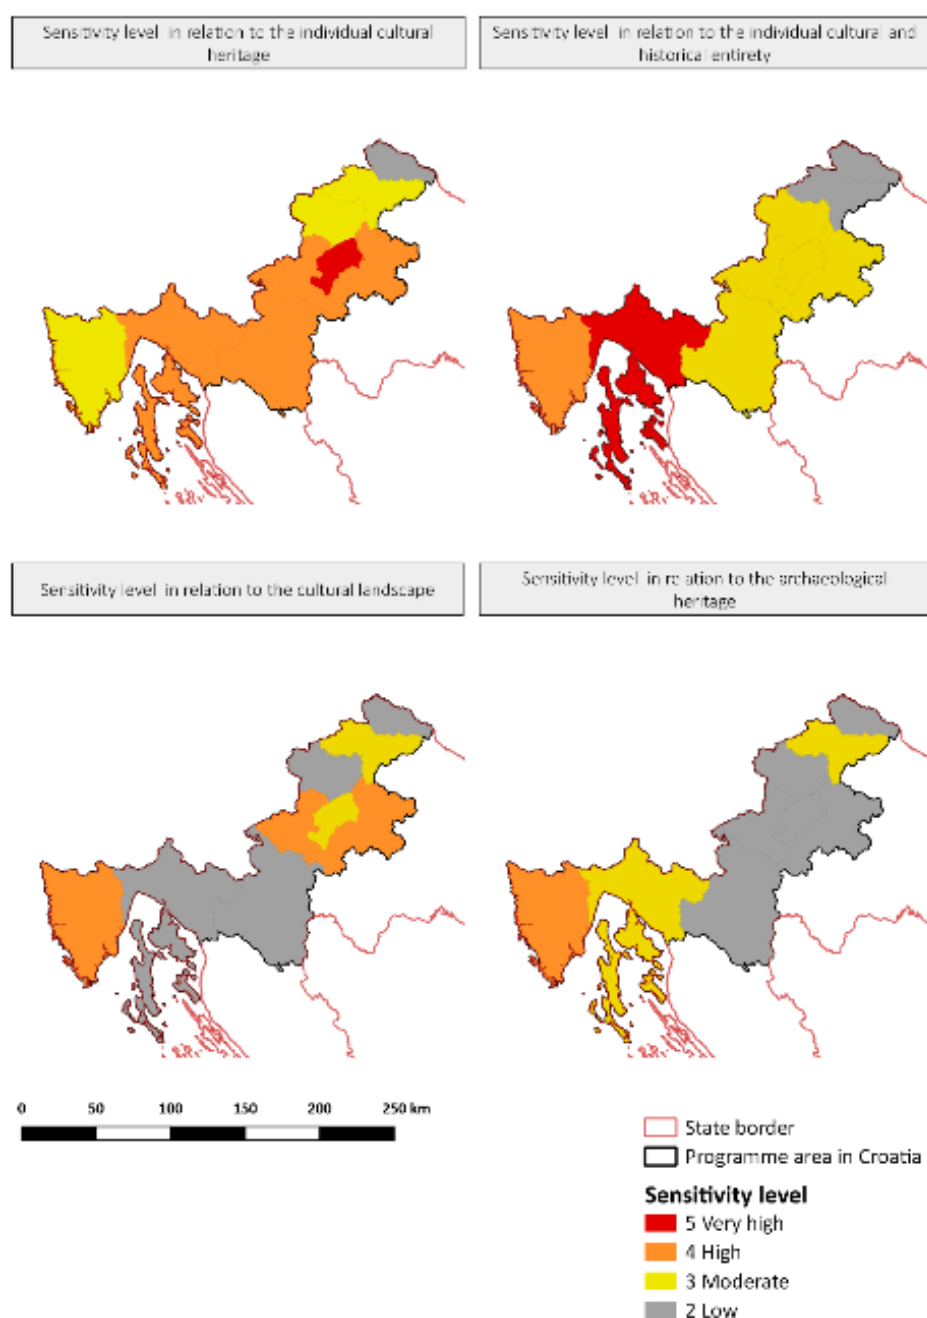 Sensitivity level in relation to the individual cultural
heritage
Sensitivity level in relation to the individual cultural and
historical entirety
Sensitivity level in relation to the cultural landscape
Sensitivity level in relation to the archaeological
heritage
0 50 100 150 200 250 km
State border
Programme area in Croatia
Sensitivity level
5 Very high
4 High
3 Moderate
2 Low